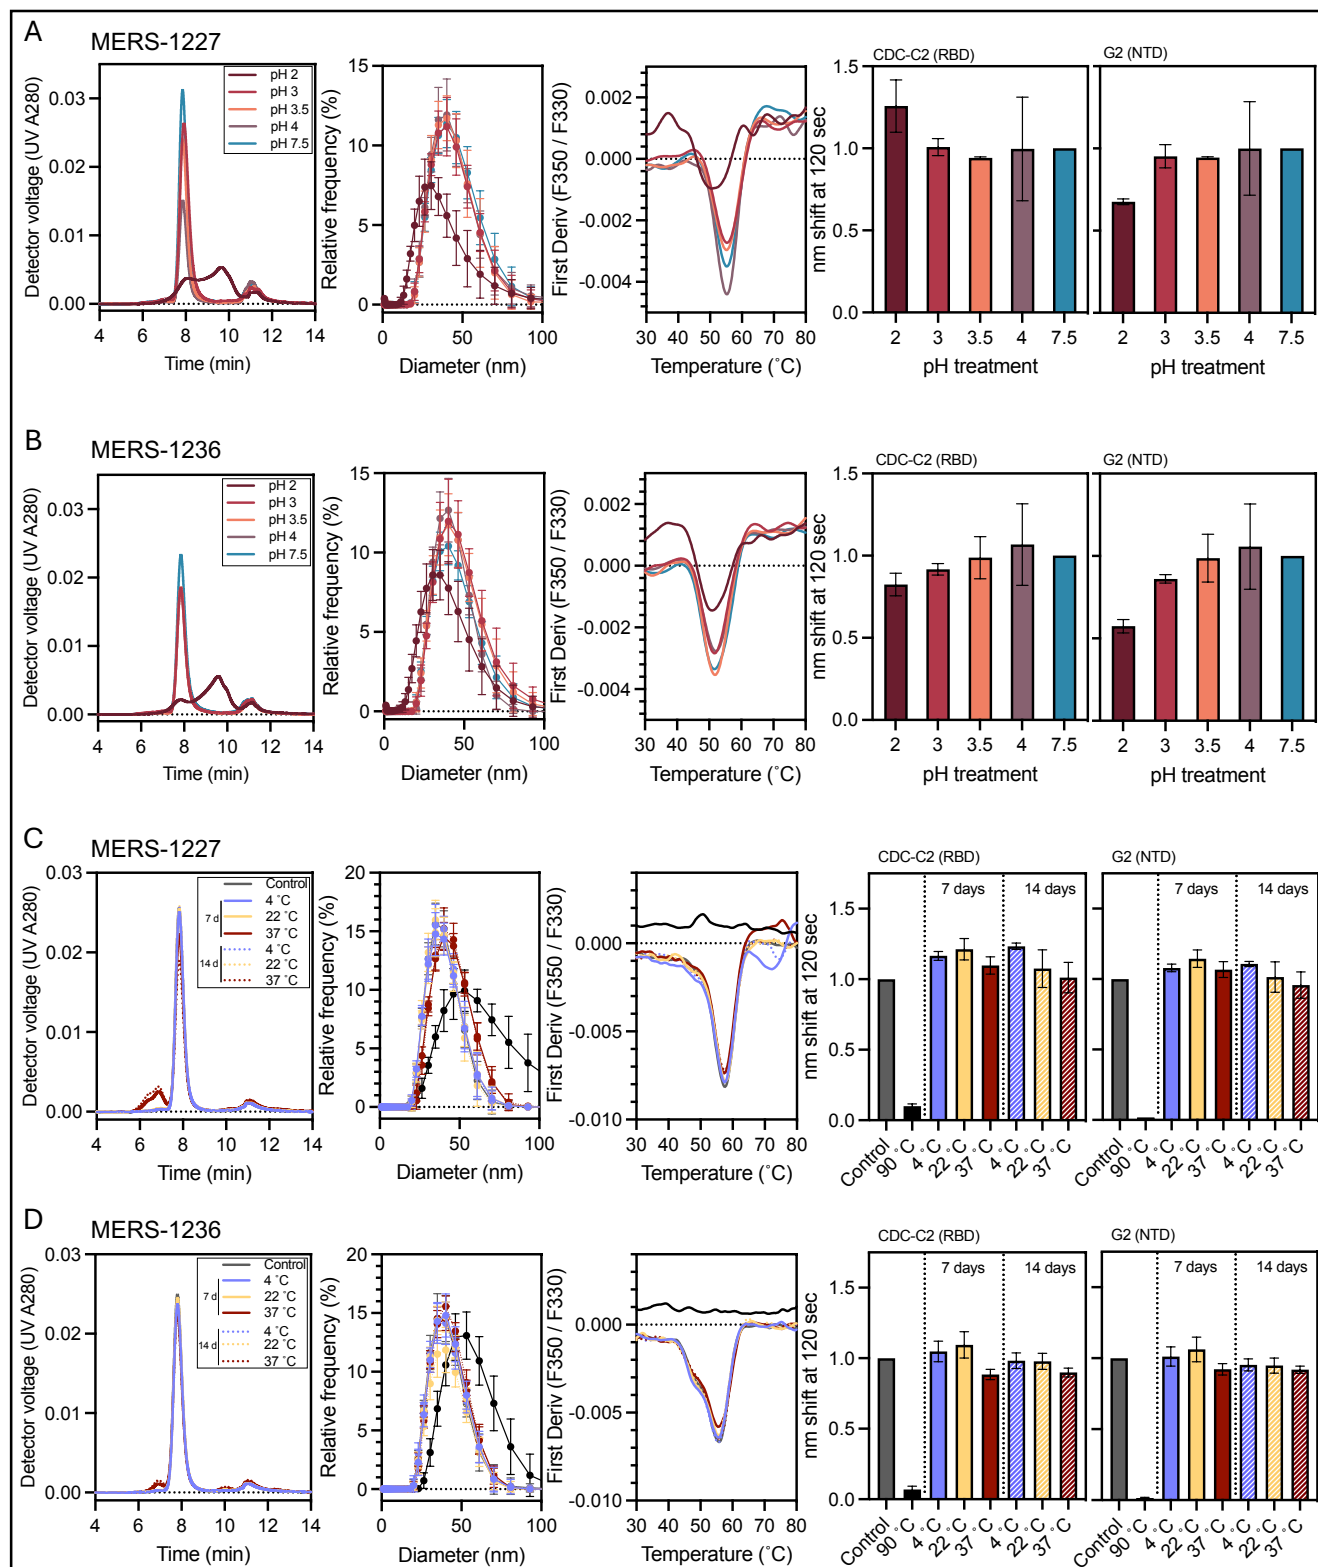 A
MERS-1227
Detector voltage (UV A280)
0.03
0.02
0.01
0.00
pH 2
pH 3
pH 3.5
pH 4
pH 7.5
4 6 8 10 12 14
Time (min)
Relative frequency (%)
15
10
5
0
0 50 100
Diameter (nm)
First Deriv (F350 / F330)
0.002
0.000
-0.002
-0.004
30 40 50 60 70 80
Temperature (˚C)
nm shift at 120 sec
CDC-C2 (RBD)
1.5
1.0
0.5
0.0
2 3 3.5 4 7.5
pH treatment
G2 (NTD)
2 3 3.5 4 7.5
pH treatment
B
MERS-1236
Detector voltage (UV A280)
0.03
0.02
0.01
0.00
pH 2
pH 3
pH 3.5
pH 4
pH 7.5
4 6 8 10 12 14
Time (min)
Relative frequency (%)
15
10
5
0
0 50 100
Diameter (nm)
First Deriv (F350 / F330)
0.002
0.000
-0.002
-0.004
30 40 50 60 70 80
Temperature (˚C)
nm shift at 120 sec
CDC-C2 (RBD)
1.5
1.0
0.5
0.0
2 3 3.5 4 7.5
pH treatment
G2 (NTD)
2 3 3.5 4 7.5
pH treatment
C
MERS-1227
Detector voltage (UV A280)
0.03
0.02
0.01
0.00
Control
7 d
4 ˚C
22 ˚C
37 ˚C
14 d
4 ˚C
22 ˚C
37 ˚C
4 6 8 10 12 14
Time (min)
Relative frequency (%)
20
15
10
5
0
0 50 100
Diameter (nm)
First Deriv (F350 / F330)
0.000
-0.005
-0.010
30 40 50 60 70 80
Temperature (˚C)
nm shift at 120 sec
CDC-C2 (RBD)
1.5
1.0
0.5
0.0
7 days
14 days
Control 90 ˚C 4 ˚C 22 ˚C 37 ˚C 4 ˚C 22 ˚C 37 ˚C
G2 (NTD)
7 days
14 days
Control 90 ˚C 4 ˚C 22 ˚C 37 ˚C 4 ˚C 22 ˚C 37 ˚C
D
MERS-1236
Detector voltage (UV A280)
0.03
0.02
0.01
0.00
Control
7 d
4 ˚C
22 ˚C
37 ˚C
14 d
4 ˚C
22 ˚C
37 ˚C
4 6 8 10 12 14
Time (min)
Relative frequency (%)
20
15
10
5
0
0 50 100
Diameter (nm)
First Deriv (F350 / F330)
0.000
-0.005
-0.010
30 40 50 60 70 80
Temperature (˚C)
nm shift at 120 sec
CDC-C2 (RBD)
1.5
1.0
0.5
0.0
7 days
14 days
Control 90 ˚C 4 ˚C 22 ˚C 37 ˚C 4 ˚C 22 ˚C 37 ˚C
G2 (NTD)
7 days
14 days
Control 90 ˚C 4 ˚C 22 ˚C 37 ˚C 4 ˚C 22 ˚C 37 ˚C